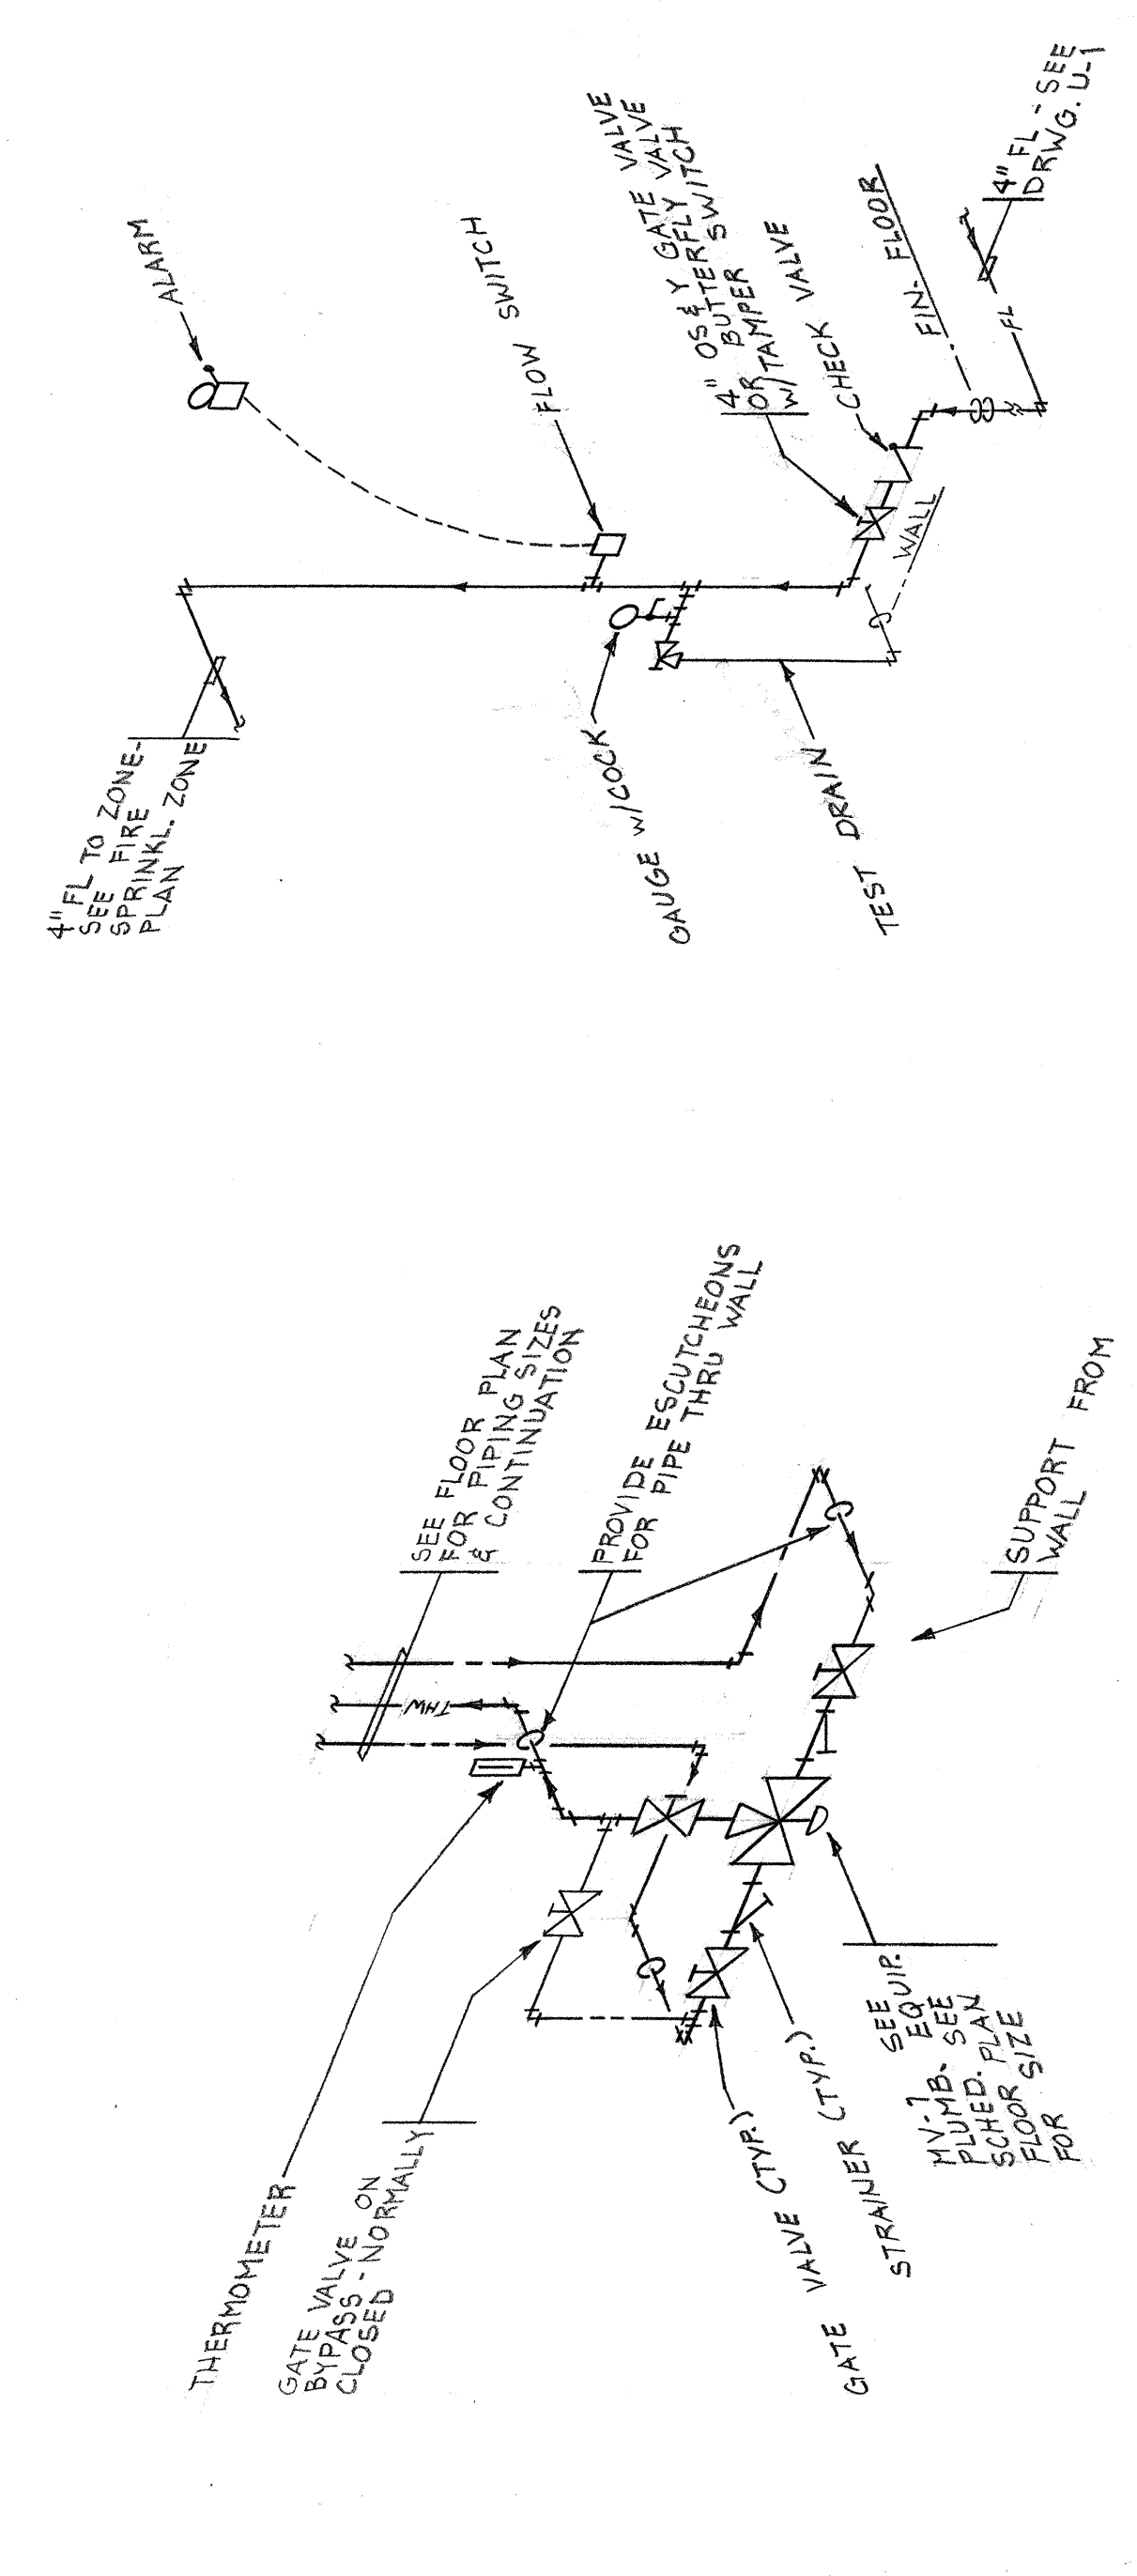 ALARM
4" FL TO ZONE-
SEE FIRE
SPRINKL. ZONE
PLAN
FLOW SWITCH
4" OS & Y GATE VALVE
OR BUTTERFLY VALVE
W/TAMPER SWITCH
CHECK VALVE
FIN. FLOOR
4" FL - SEE
DRWG. U-1
FL
WALL
GAUGE W/COCK
TEST DRAIN
SEE FLOOR PLAN
FOR PIPING SIZES
& CONTINUATION
PROVIDE ESCUTCHEONS
FOR PIPE THRU WALL
SUPPORT FROM
WALL
THW
THERMOMETER
GATE VALVE ON
BYPASS - NORMALLY
CLOSED
GATE VALVE (TYP.)
STRAINER (TYP.)
MV-1 SEE
PLUMB. EQUIP.
SCHED. SEE
FLOOR PLAN
FOR SIZE